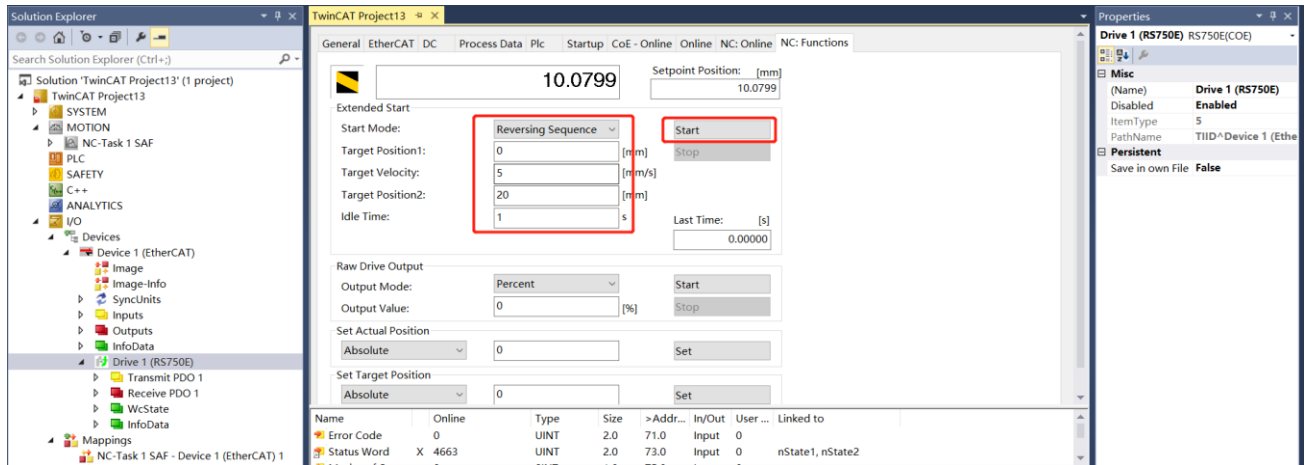 Solution Explorer
Search Solution Explorer (Ctrl+;)
Solution 'TwinCAT Project13' (1 project)
TwinCAT Project13
SYSTEM
MOTION
NC-Task 1 SAF
PLC
SAFETY
C++
ANALYTICS
I/O
Devices
Device 1 (EtherCAT)
Image
Image-Info
SyncUnits
Inputs
Outputs
InfoData
Drive 1 (RS750E)
Transmit PDO 1
Receive PDO 1
WcState
InfoData
Mappings
NC-Task 1 SAF - Device 1 (EtherCAT) 1
TwinCAT Project13
General EtherCAT DC Process Data Plc Startup CoE - Online Online NC: Online NC: Functions
10.0799
Setpoint Position: [mm]
10.0799
Extended Start
Start Mode: Reversing Sequence Start
Target Position1: 0 [mm] Stop
Target Velocity: 5 [mm/s]
Target Position2: 20 [mm]
Idle Time: 1 s Last Time: [s]
0.00000
Raw Drive Output
Output Mode: Percent Start
Output Value: 0 [%] Stop
Set Actual Position
Absolute 0 Set
Set Target Position
Absolute 0 Set
Name Online Type Size >Addr... In/Out User ... Linked to
Error Code 0 UINT 2.0 71.0 Input 0
Status Word X 4663 UINT 2.0 73.0 Input 0 nState1, nState2
Properties
Drive 1 (RS750E) RS750E(COE)
Misc
(Name) Drive 1 (RS750E)
Disabled Enabled
ItemType 5
PathName TIID^Device 1 (Ethe
Persistent
Save in own File False